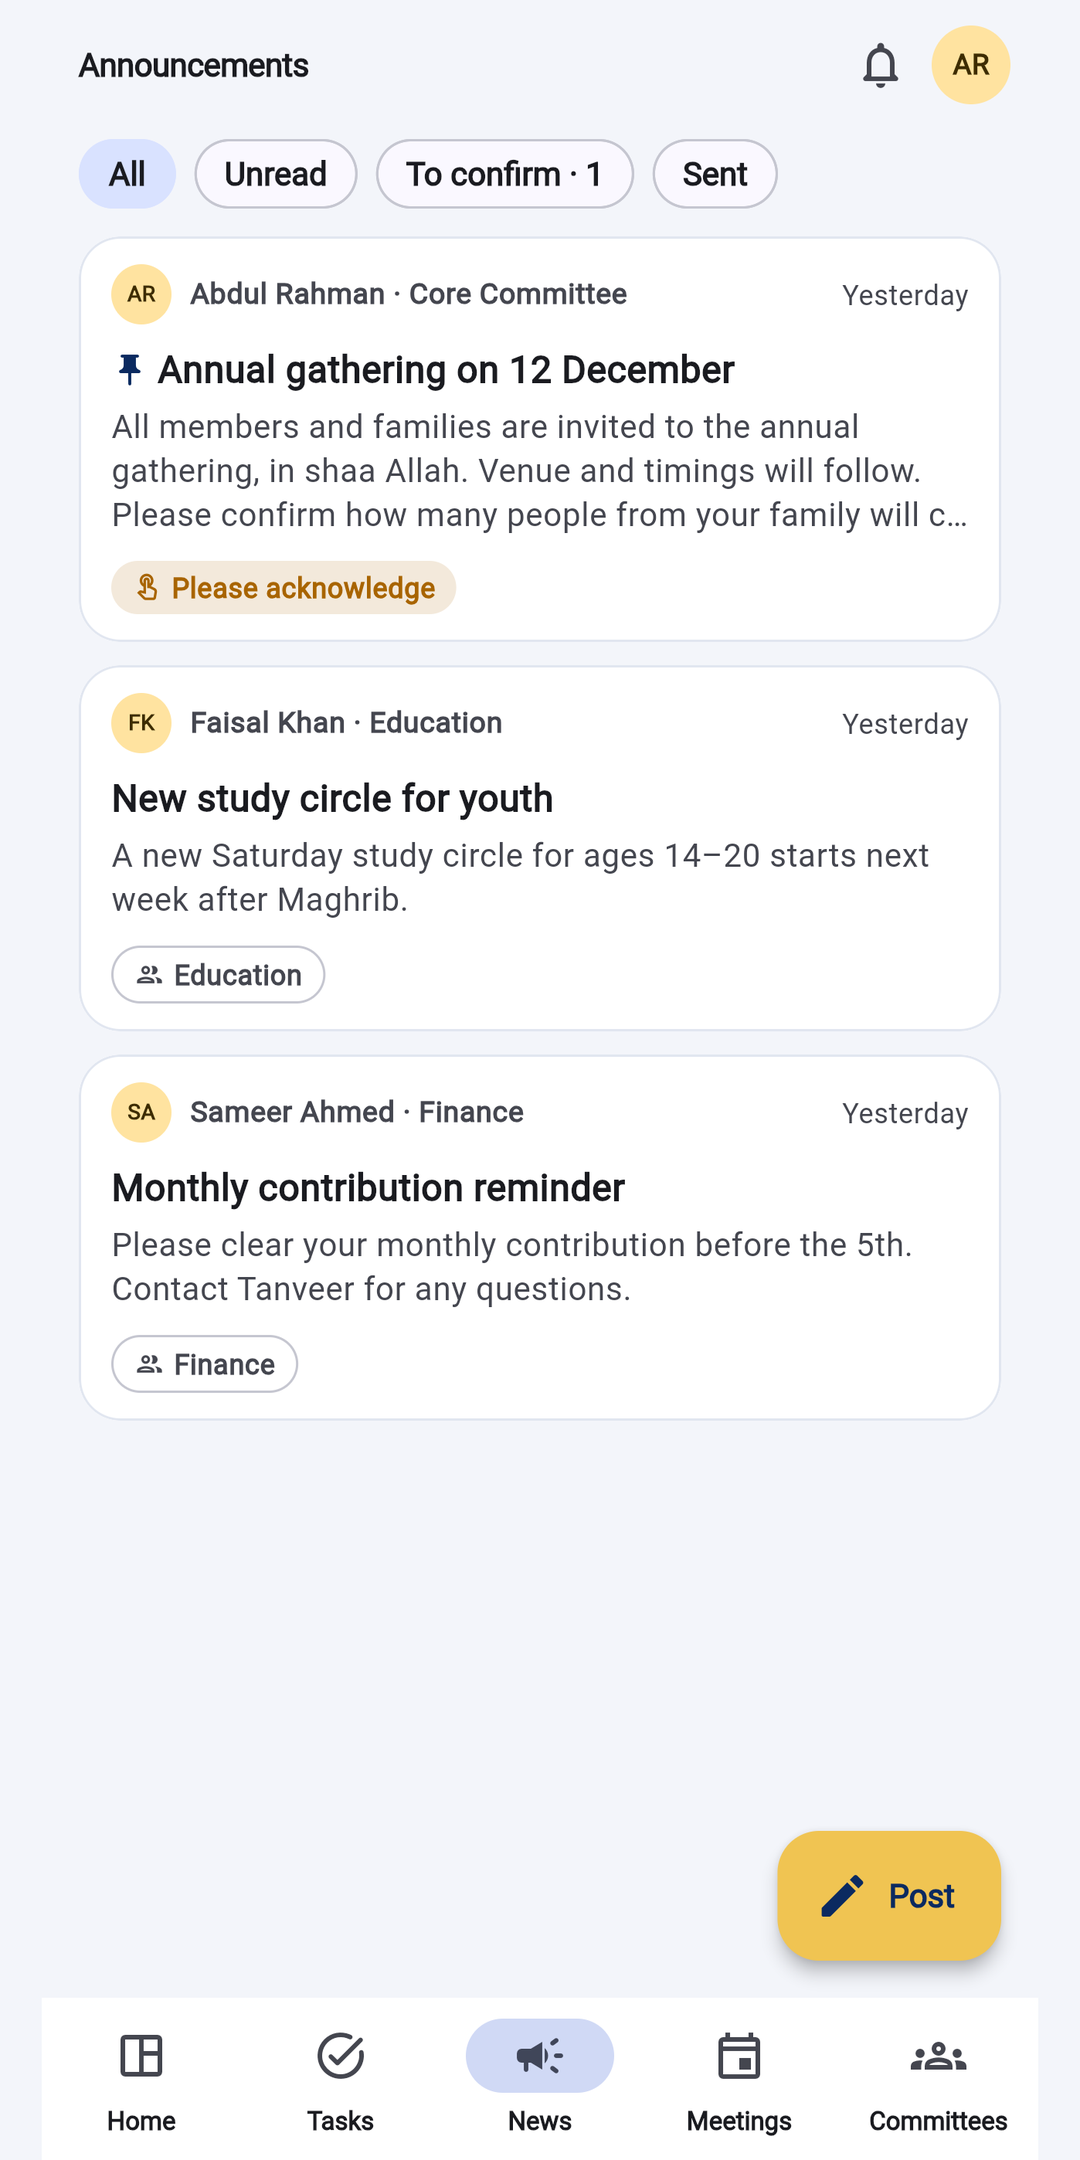 Announcements
AR
All
Unread
To confirm · 1
Sent
AR
Abdul Rahman · Core Committee
Yesterday
Annual gathering on 12 December
All members and families are invited to the annual
gathering, in shaa Allah. Venue and timings will follow.
Please confirm how many people from your family will c…
Please acknowledge
FK
Faisal Khan · Education
Yesterday
New study circle for youth
A new Saturday study circle for ages 14–20 starts next
week after Maghrib.
Education
SA
Sameer Ahmed · Finance
Yesterday
Monthly contribution reminder
Please clear your monthly contribution before the 5th.
Contact Tanveer for any questions.
Finance
Post
Home
Tasks
News
Meetings
Committees